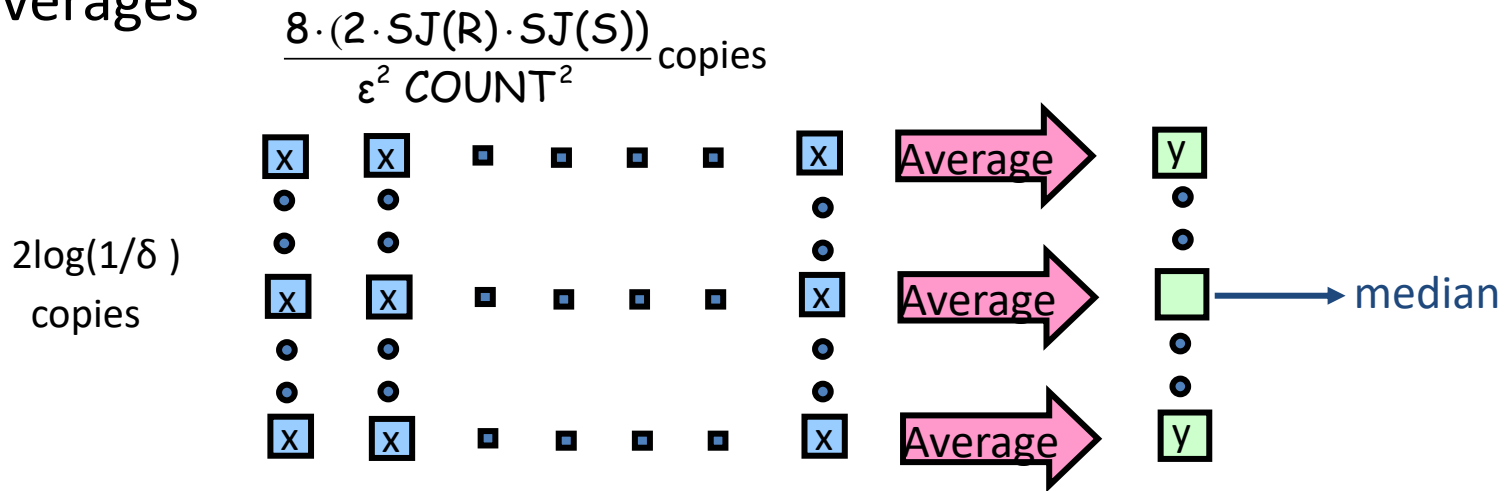 verages
8·(2·SJ(R)·SJ(S))
ε² COUNT² copies
x x x Average y
2log(1/δ )
copies
x x x Average median
x x x Average y